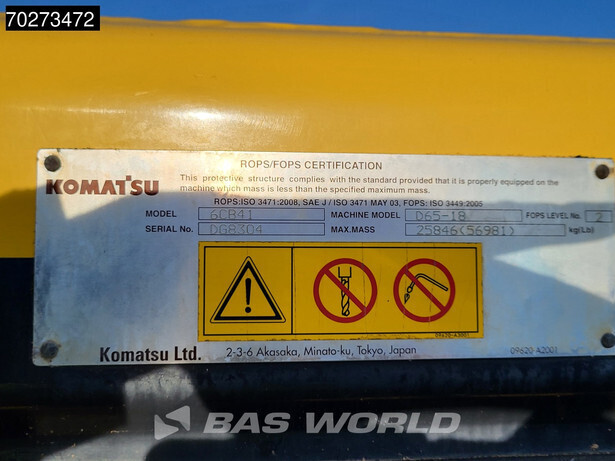 70273472
ROPS/FOPS CERTIFICATION
KOMATSU
This protective structure complies with the standard provided that it is properly equipped on the
machine which mass is less than the specified maximum mass.
ROPS:ISO 3471:2008, SAE J / ISO 3471 MAY 03, FOPS: ISO 3449:2005
MODEL 6CB41 MACHINE MODEL D65-18 FOPS LEVEL No. 2
SERIAL No. DG8304 MAX.MASS 25846(56981) kg(Lb)
09620-A3001
Komatsu Ltd. 2-3-6 Akasaka, Minato-ku, Tokyo, Japan 09620 A2001
BAS WORLD